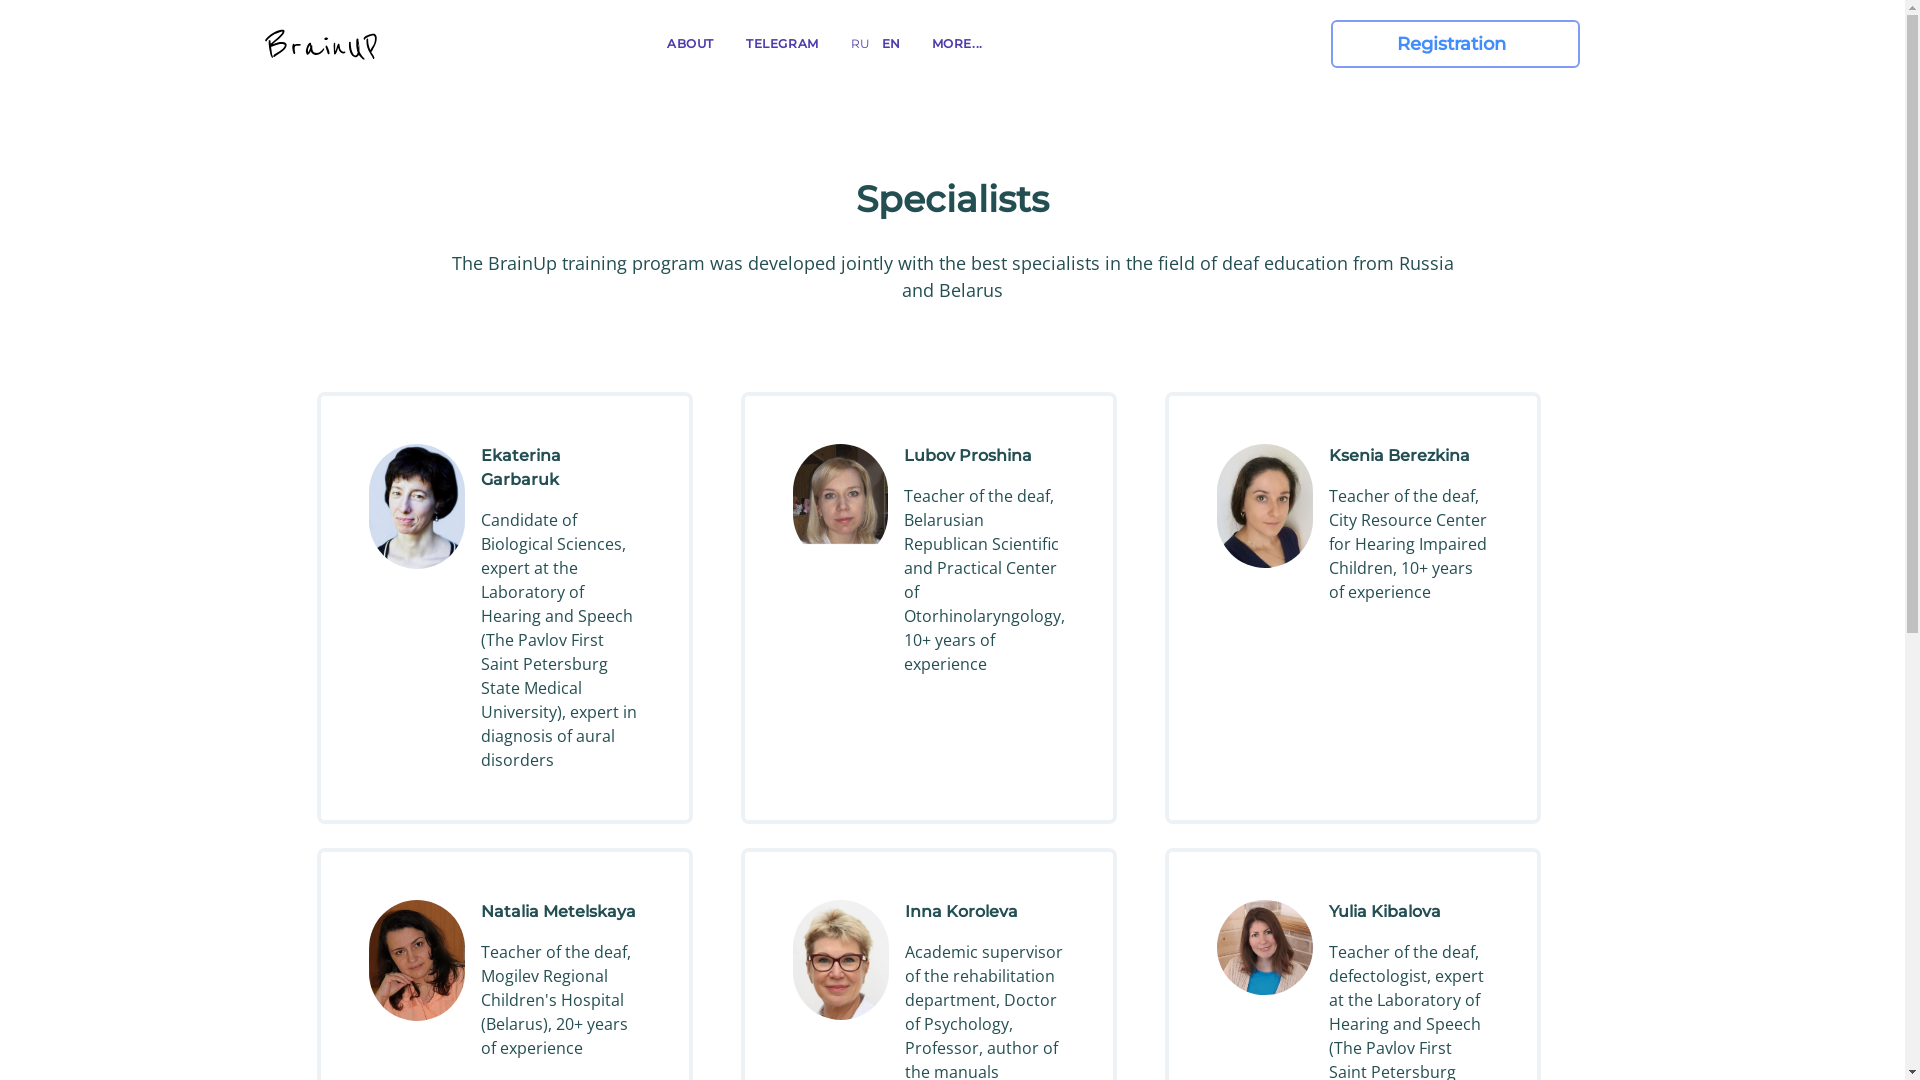 BrainUP
ABOUT
TELEGRAM
RU
EN
MORE...
Registration
Specialists
The BrainUp training program was developed jointly with the best specialists in the field of deaf education from Russia
and Belarus
Ekaterina
Garbaruk
Candidate of
Biological Sciences,
expert at the
Laboratory of
Hearing and Speech
(The Pavlov First
Saint Petersburg
State Medical
University), expert in
diagnosis of aural
disorders
Lubov Proshina
Teacher of the deaf,
Belarusian
Republican Scientific
and Practical Center
of
Otorhinolaryngology,
10+ years of
experience
Ksenia Berezkina
Teacher of the deaf,
City Resource Center
for Hearing Impaired
Children, 10+ years
of experience
Natalia Metelskaya
Teacher of the deaf,
Mogilev Regional
Children's Hospital
(Belarus), 20+ years
of experience
Inna Koroleva
Academic supervisor
of the rehabilitation
department, Doctor
of Psychology,
Professor, author of
the manuals
Yulia Kibalova
Teacher of the deaf,
defectologist, expert
at the Laboratory of
Hearing and Speech
(The Pavlov First
Saint Petersburg